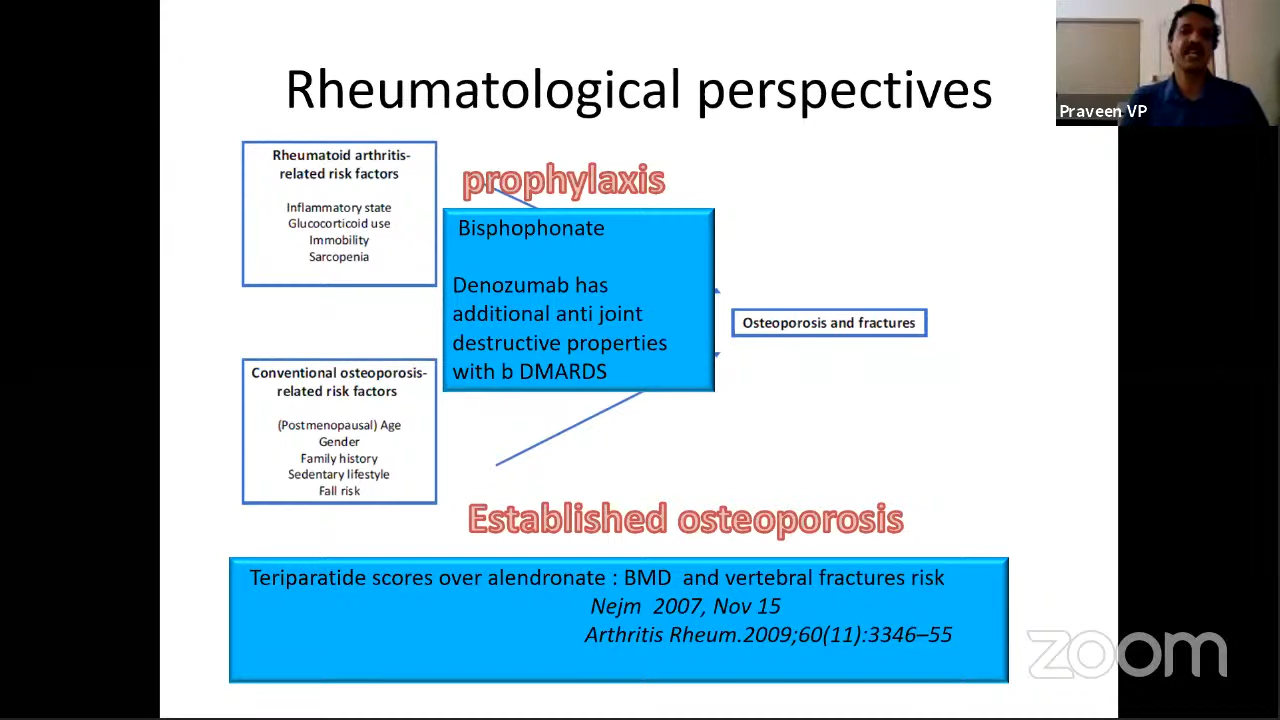 Rheumatological perspectives
Praveen VP
Rheumatoid arthritis-
related risk factors
Inflammatory state
Glucocorticoid use
Immobility
Sarcopenia
prophylaxis
Bisphophonate
Denozumab has
additional anti joint
destructive properties
with b DMARDS
Osteoporosis and fractures
Conventional osteoporosis-
related risk factors
(Postmenopausal) Age
Gender
Family history
Sedentary lifestyle
Fall risk
Established osteoporosis
Teriparatide scores over alendronate : BMD and vertebral fractures risk
Nejm 2007, Nov 15
Arthritis Rheum.2009;60(11):3346–55
zoom